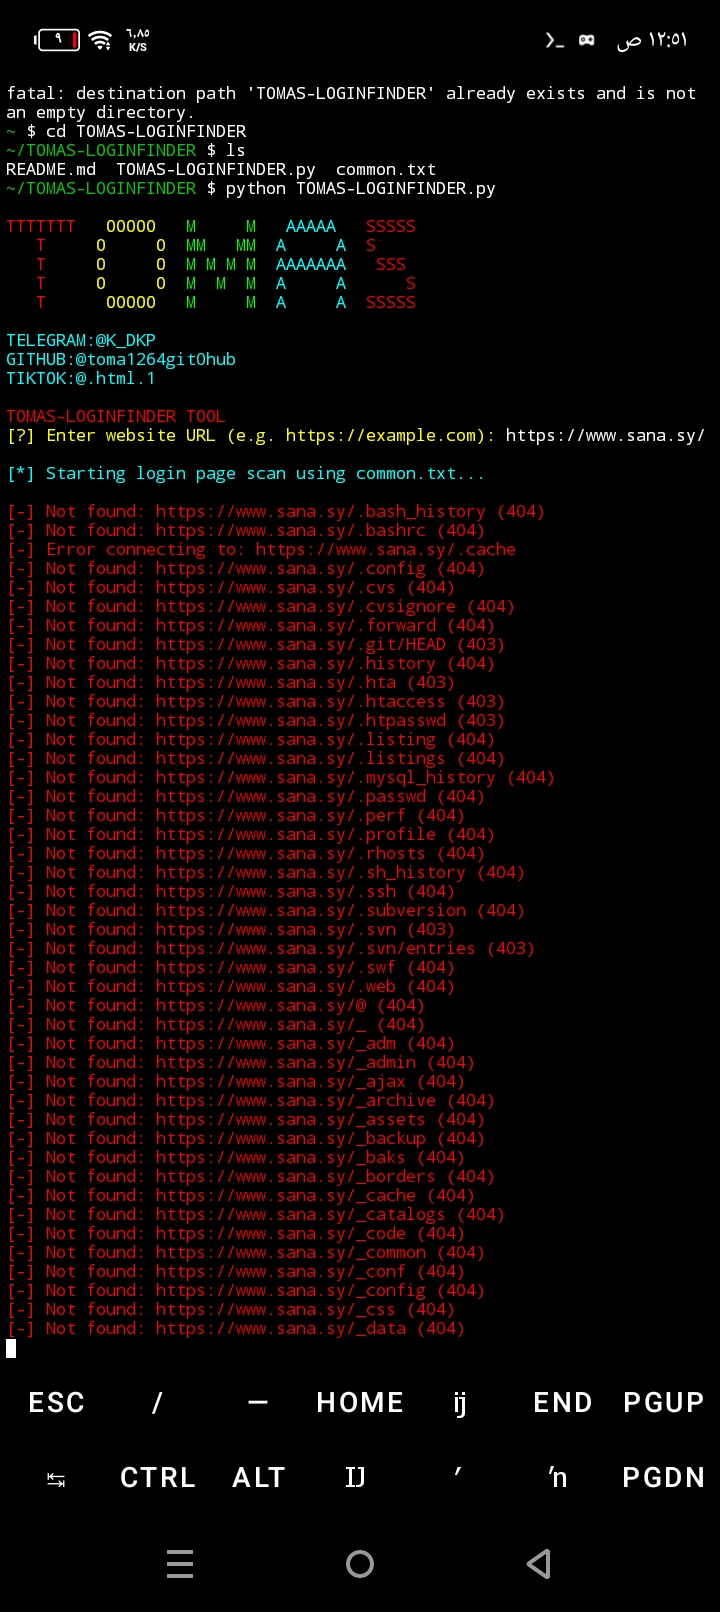 ٩ ٦,٨٥ K/S ١٢:٥١ ص
fatal: destination path 'TOMAS-LOGINFINDER' already exists and is not
an empty directory.
~ $ cd TOMAS-LOGINFINDER
~/TOMAS-LOGINFINDER $ ls
README.md  TOMAS-LOGINFINDER.py  common.txt
~/TOMAS-LOGINFINDER $ python TOMAS-LOGINFINDER.py
TTTTTTT   OOOOO   M     M   AAAAA   SSSSS
   T     O     O  MM   MM  A     A  S
   T     O     O  M M M M  AAAAAAA   SSS
   T     O     O  M  M  M  A     A      S
   T      OOOOO   M     M  A     A  SSSSS
TELEGRAM:@K_DKP
GITHUB:@toma1264gitOhub
TIKTOK:@.html.1
TOMAS-LOGINFINDER TOOL
[?] Enter website URL (e.g. https://example.com): https://www.sana.sy/
[*] Starting login page scan using common.txt...
[-] Not found: https://www.sana.sy/.bash_history (404)
[-] Not found: https://www.sana.sy/.bashrc (404)
[-] Error connecting to: https://www.sana.sy/.cache
[-] Not found: https://www.sana.sy/.config (404)
[-] Not found: https://www.sana.sy/.cvs (404)
[-] Not found: https://www.sana.sy/.cvsignore (404)
[-] Not found: https://www.sana.sy/.forward (404)
[-] Not found: https://www.sana.sy/.git/HEAD (403)
[-] Not found: https://www.sana.sy/.history (404)
[-] Not found: https://www.sana.sy/.hta (403)
[-] Not found: https://www.sana.sy/.htaccess (403)
[-] Not found: https://www.sana.sy/.htpasswd (403)
[-] Not found: https://www.sana.sy/.listing (404)
[-] Not found: https://www.sana.sy/.listings (404)
[-] Not found: https://www.sana.sy/.mysql_history (404)
[-] Not found: https://www.sana.sy/.passwd (404)
[-] Not found: https://www.sana.sy/.perf (404)
[-] Not found: https://www.sana.sy/.profile (404)
[-] Not found: https://www.sana.sy/.rhosts (404)
[-] Not found: https://www.sana.sy/.sh_history (404)
[-] Not found: https://www.sana.sy/.ssh (404)
[-] Not found: https://www.sana.sy/.subversion (404)
[-] Not found: https://www.sana.sy/.svn (403)
[-] Not found: https://www.sana.sy/.svn/entries (403)
[-] Not found: https://www.sana.sy/.swf (404)
[-] Not found: https://www.sana.sy/.web (404)
[-] Not found: https://www.sana.sy/@ (404)
[-] Not found: https://www.sana.sy/_ (404)
[-] Not found: https://www.sana.sy/_adm (404)
[-] Not found: https://www.sana.sy/_admin (404)
[-] Not found: https://www.sana.sy/_ajax (404)
[-] Not found: https://www.sana.sy/_archive (404)
[-] Not found: https://www.sana.sy/_assets (404)
[-] Not found: https://www.sana.sy/_backup (404)
[-] Not found: https://www.sana.sy/_baks (404)
[-] Not found: https://www.sana.sy/_borders (404)
[-] Not found: https://www.sana.sy/_cache (404)
[-] Not found: https://www.sana.sy/_catalogs (404)
[-] Not found: https://www.sana.sy/_code (404)
[-] Not found: https://www.sana.sy/_common (404)
[-] Not found: https://www.sana.sy/_conf (404)
[-] Not found: https://www.sana.sy/_config (404)
[-] Not found: https://www.sana.sy/_css (404)
[-] Not found: https://www.sana.sy/_data (404)
ESC / — HOME ĳ END PGUP
↹ CTRL ALT Ĳ ʹ ŉ PGDN